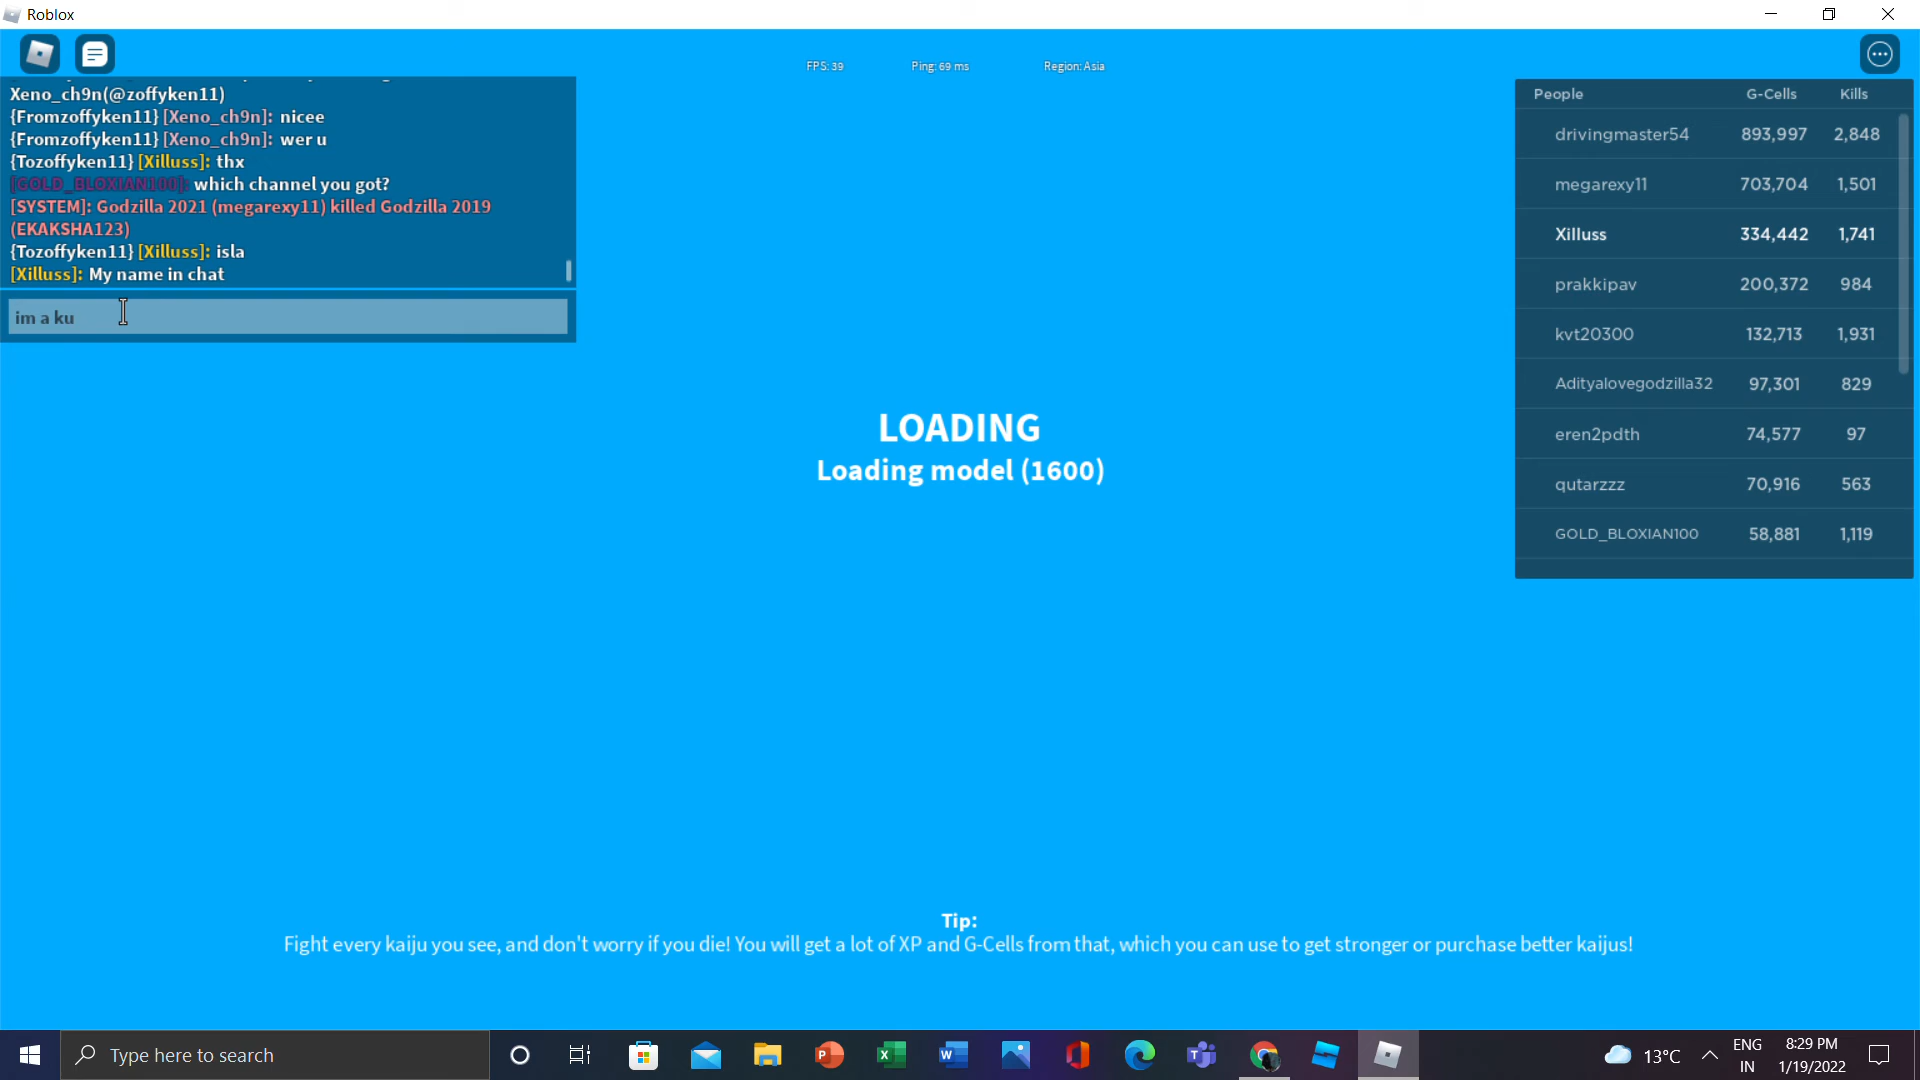 Roblox
FPS: 39 Ping: 69 ms Region: Asia
Xeno_ch9n(@zoffyken11)
{Fromzoffyken11} [Xeno_ch9n]: nicee
{Fromzoffyken11} [Xeno_ch9n]: wer u
{Tozoffyken11} [Xilluss]: thx
[GOLD_BLOXIAN100]: which channel you got?
[SYSTEM]: Godzilla 2021 (megarexy11) killed Godzilla 2019
(EKAKSHA123)
{Tozoffyken11} [Xilluss]: isla
[Xilluss]: My name in chat
im a ku
People G-Cells Kills
drivingmaster54 893,997 2,848
megarexy11 703,704 1,501
Xilluss 334,442 1,741
prakkipav 200,372 984
kvt20300 132,713 1,931
Adityalovegodzilla32 97,301 829
eren2pdth 74,577 97
qutarzzz 70,916 563
GOLD_BLOXIAN100 58,881 1,119
LOADING
Loading model (1600)
Tip:
Fight every kaiju you see, and don't worry if you die! You will get a lot of XP and G-Cells from that, which you can use to get stronger or purchase better kaijus!
Type here to search
13°C
ENG
IN
8:29 PM
1/19/2022